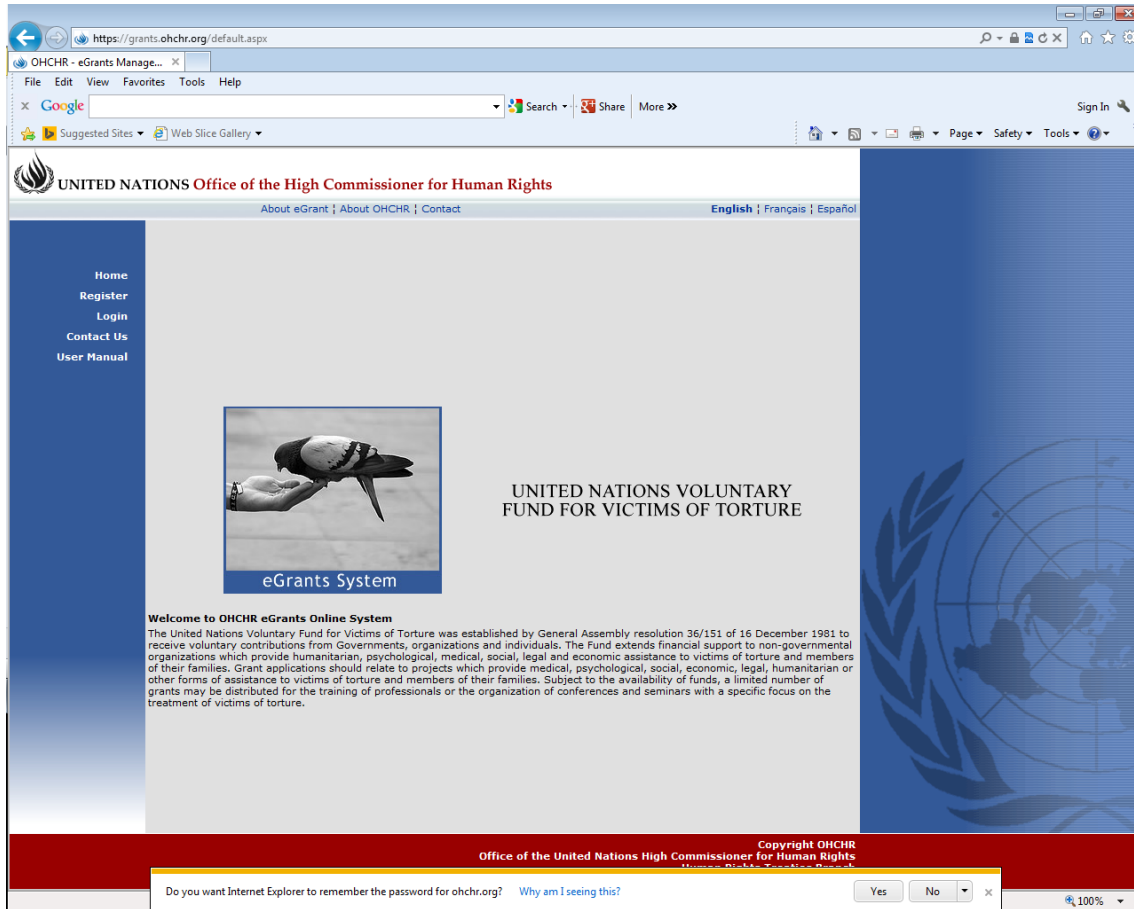 https://grants.ohchr.org/default.aspx
OHCHR - eGrants Manage...
File Edit View Favorites Tools Help
Google Search Share More Sign In
Suggested Sites Web Slice Gallery Page Safety Tools
UNITED NATIONS Office of the High Commissioner for Human Rights
About eGrant ¦ About OHCHR ¦ Contact English ¦ Français ¦ Español
Home
Register
Login
Contact Us
User Manual
UNITED NATIONS VOLUNTARY
FUND FOR VICTIMS OF TORTURE
eGrants System
Welcome to OHCHR eGrants Online System
The United Nations Voluntary Fund for Victims of Torture was established by General Assembly resolution 36/151 of 16 December 1981 to
receive voluntary contributions from Governments, organizations and individuals. The Fund extends financial support to non-governmental
organizations which provide humanitarian, psychological, medical, social, legal and economic assistance to victims of torture and members
of their families. Grant applications should relate to projects which provide medical, psychological, social, economic, legal, humanitarian or
other forms of assistance to victims of torture and members of their families. Subject to the availability of funds, a limited number of
grants may be distributed for the training of professionals or the organization of conferences and seminars with a specific focus on the
treatment of victims of torture.
Copyright OHCHR
Office of the United Nations High Commissioner for Human Rights
Human Rights Treaties Branch
Do you want Internet Explorer to remember the password for ohchr.org? Why am I seeing this? Yes No
100%